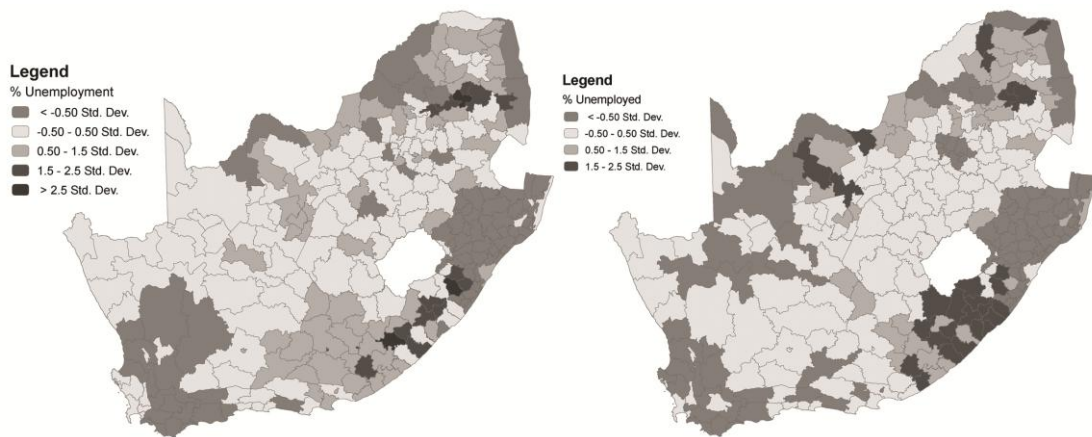 Legend
% Unemployment
< -0.50 Std. Dev.
-0.50 - 0.50 Std. Dev.
0.50 - 1.5 Std. Dev.
1.5 - 2.5 Std. Dev.
> 2.5 Std. Dev.
Legend
% Unemployed
< -0.50 Std. Dev.
-0.50 - 0.50 Std. Dev.
0.50 - 1.5 Std. Dev.
1.5 - 2.5 Std. Dev.